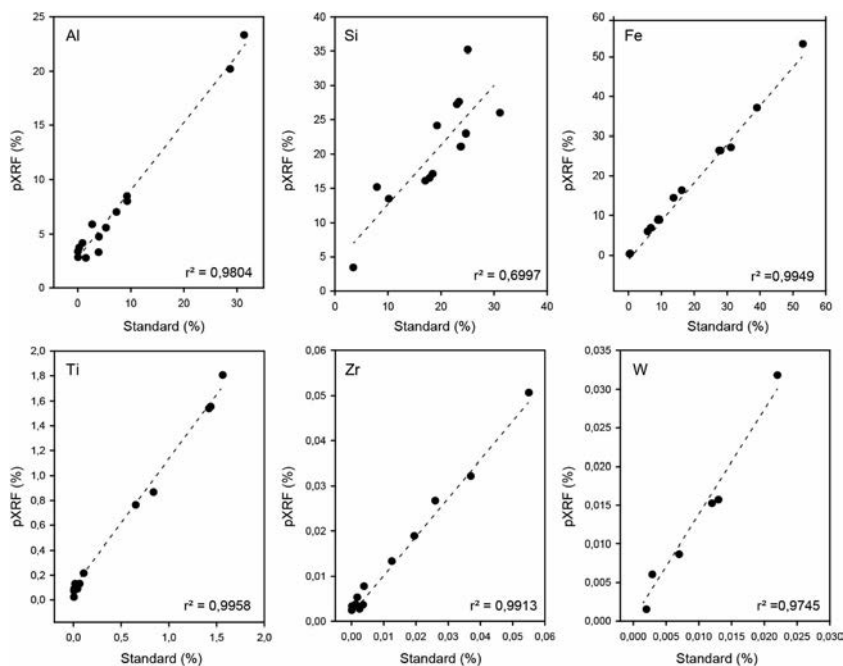 Al
25
20
15
10
5
0
pXRF (%)
0 10 20 30
Standard (%)
r² = 0,9804
Si
40
35
30
25
20
15
10
5
0
pXRF (%)
0 10 20 30 40
Standard (%)
r² = 0,6997
Fe
60
50
40
30
20
10
0
pXRF (%)
0 10 20 30 40 50 60
Standard (%)
r² =0,9949
Ti
2,0
1,8
1,6
1,4
1,2
1,0
0,8
0,6
0,4
0,2
0,0
pXRF (%)
0,0 0,5 1,0 1,5 2,0
Standard (%)
r² = 0,9958
Zr
0,06
0,05
0,04
0,03
0,02
0,01
0,00
pXRF (%)
0,00 0,01 0,02 0,03 0,04 0,05 0,06
Standard (%)
r² = 0,9913
W
0,035
0,030
0,025
0,020
0,015
0,010
0,005
0,000
pXRF (%)
0,000 0,005 0,010 0,015 0,020 0,025
Standard (%)
r² =0,9745